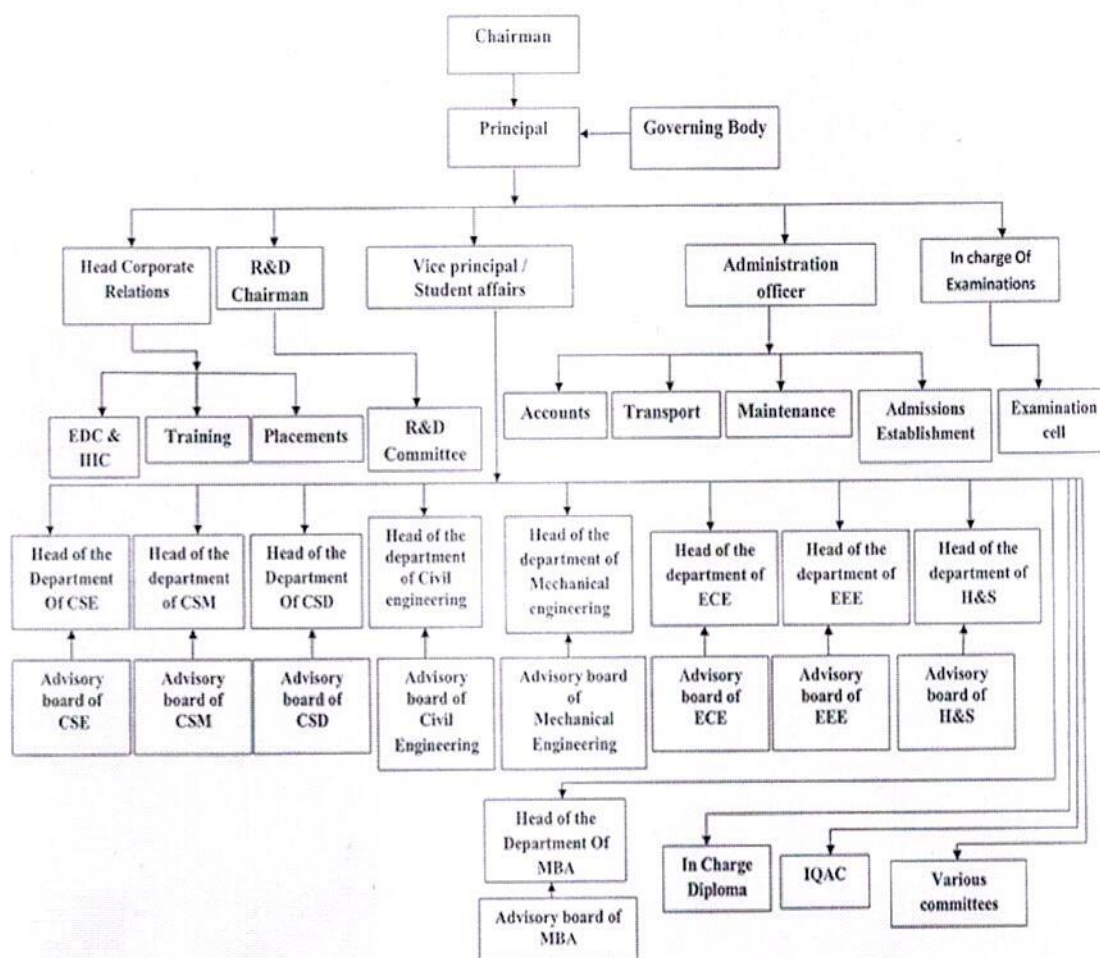 Chairman
Principal
Governing Body
Head Corporate
Relations
R&D
Chairman
Vice principal /
Student affairs
Administration
officer
In charge Of
Examinations
EDC &
IIIC
Training
Placements
R&D
Committee
Accounts
Transport
Maintenance
Admissions
Establishment
Examination
cell
Head of the
Department
Of CSE
Head of the
department
of CSM
Head of the
Department
Of CSD
Head of the
department
of Civil
engineering
Head of the
department of
Mechanical
engineering
Head of the
department of
ECE
Head of the
department of
EEE
Head of the
department of
H&S
Advisory
board of
CSE
Advisory
board of
CSM
Advisory
board of
CSD
Advisory
board of
Civil
Engineering
Advisory board
of
Mechanical
Engineering
Advisory
board of
ECE
Advisory
board of
EEE
Advisory
board of
H&S
Head of the
Department Of
MBA
In Charge
Diploma
IQAC
Various
committees
Advisory board of
MBA